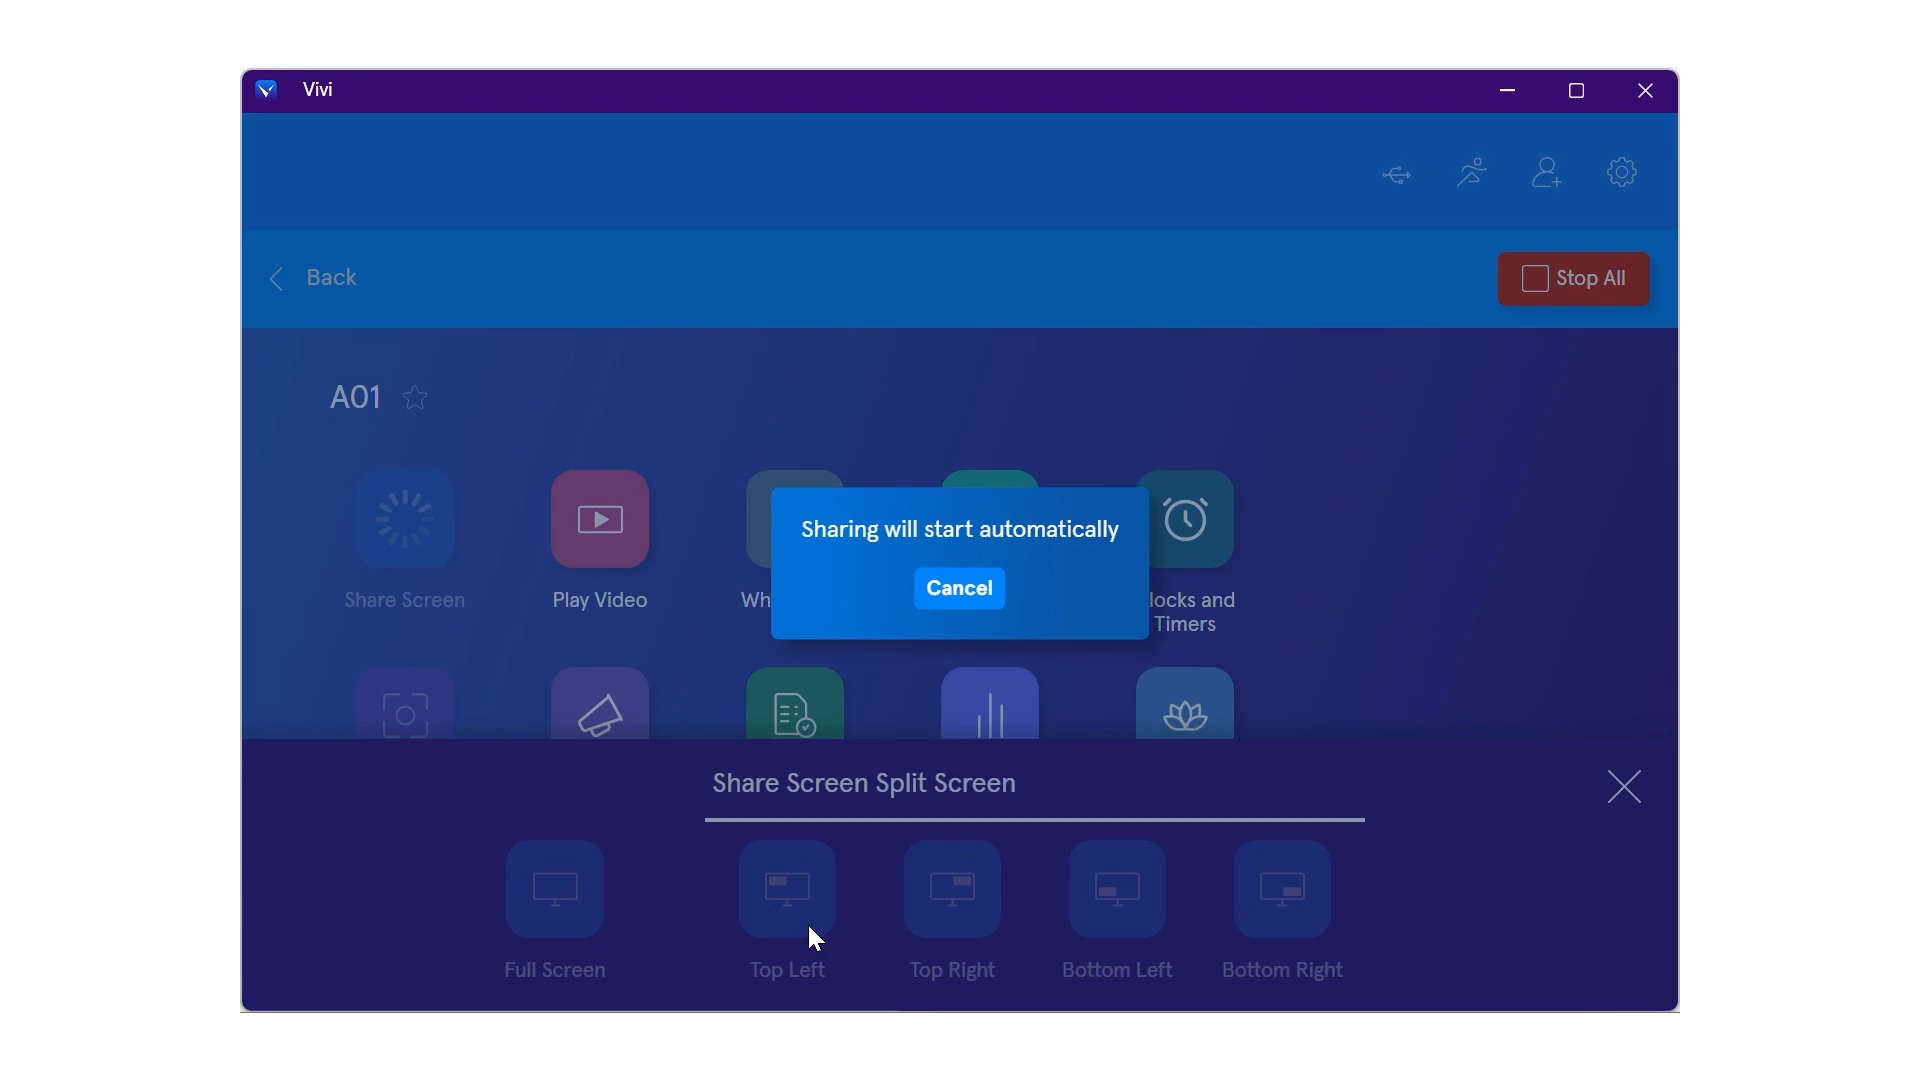 Vivi
Back
Stop All
A01
Sharing will start automatically
Cancel
Share Screen
Play Video
Wh
locks and
Timers
Share Screen Split Screen
Full Screen
Top Left
Top Right
Bottom Left
Bottom Right